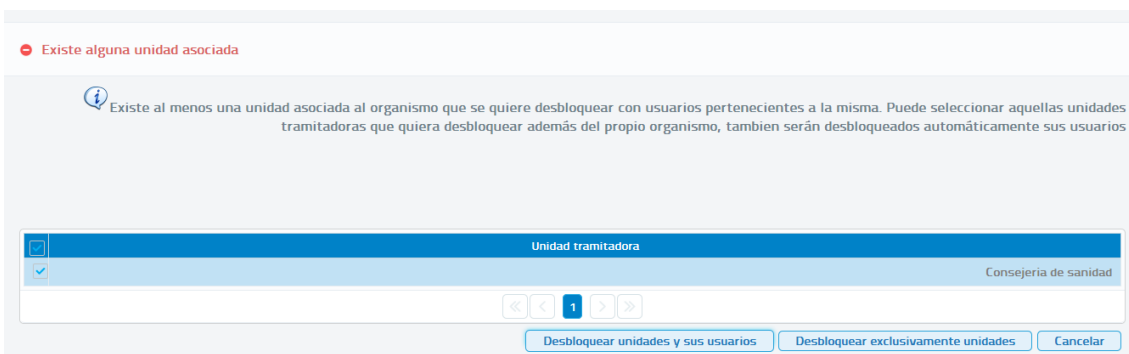 Existe alguna unidad asociada
Existe al menos una unidad asociada al organismo que se quiere desbloquear con usuarios pertenecientes a la misma. Puede seleccionar aquellas unidades
tramitadoras que quiera desbloquear además del propio organismo, tambien serán desbloqueados automáticamente sus usuarios
Unidad tramitadora
Consejeria de sanidad
1
Desbloquear unidades y sus usuarios Desbloquear exclusivamente unidades Cancelar